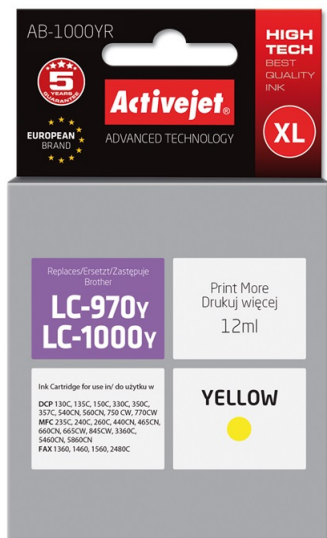 AB-1000YR
HIGH
TECH
BEST
QUALITY
INK
5
YEARS
GUARANTEE
Activejet®
EUROPEAN
BRAND
ADVANCED TECHNOLOGY
XL
Replaces/Ersetzt/Zastępuje
Brother
LC-970Y
LC-1000Y
Print More
Drukuj więcej
12ml
Ink Cartridge for use in/ do użytku w
DCP 130C, 135C, 150C, 330C, 350C,
357C, 540CN, 560CN, 750 CW, 770CW
MFC 235C, 240C, 260C, 440CN, 465CN,
660CN, 665CW, 845CW, 3360C,
5460CN, 5860CN
FAX 1360, 1460, 1560, 2480C
YELLOW